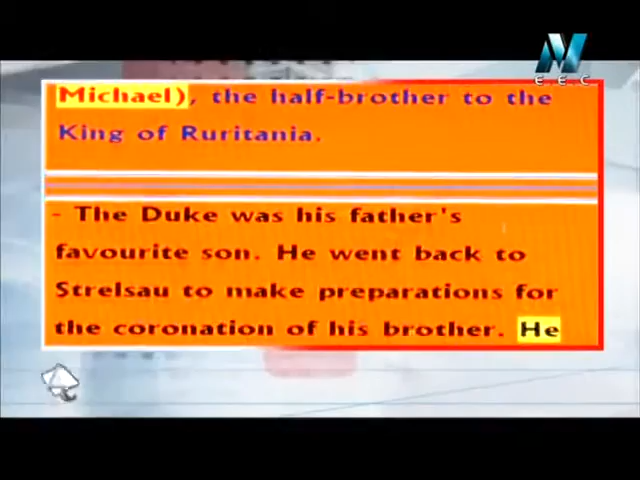 EEC
Michael), the half-brother to the
King of Ruritania.
- The Duke was his father's
favourite son. He went back to
Strelsau to make preparations for
the coronation of his brother. He